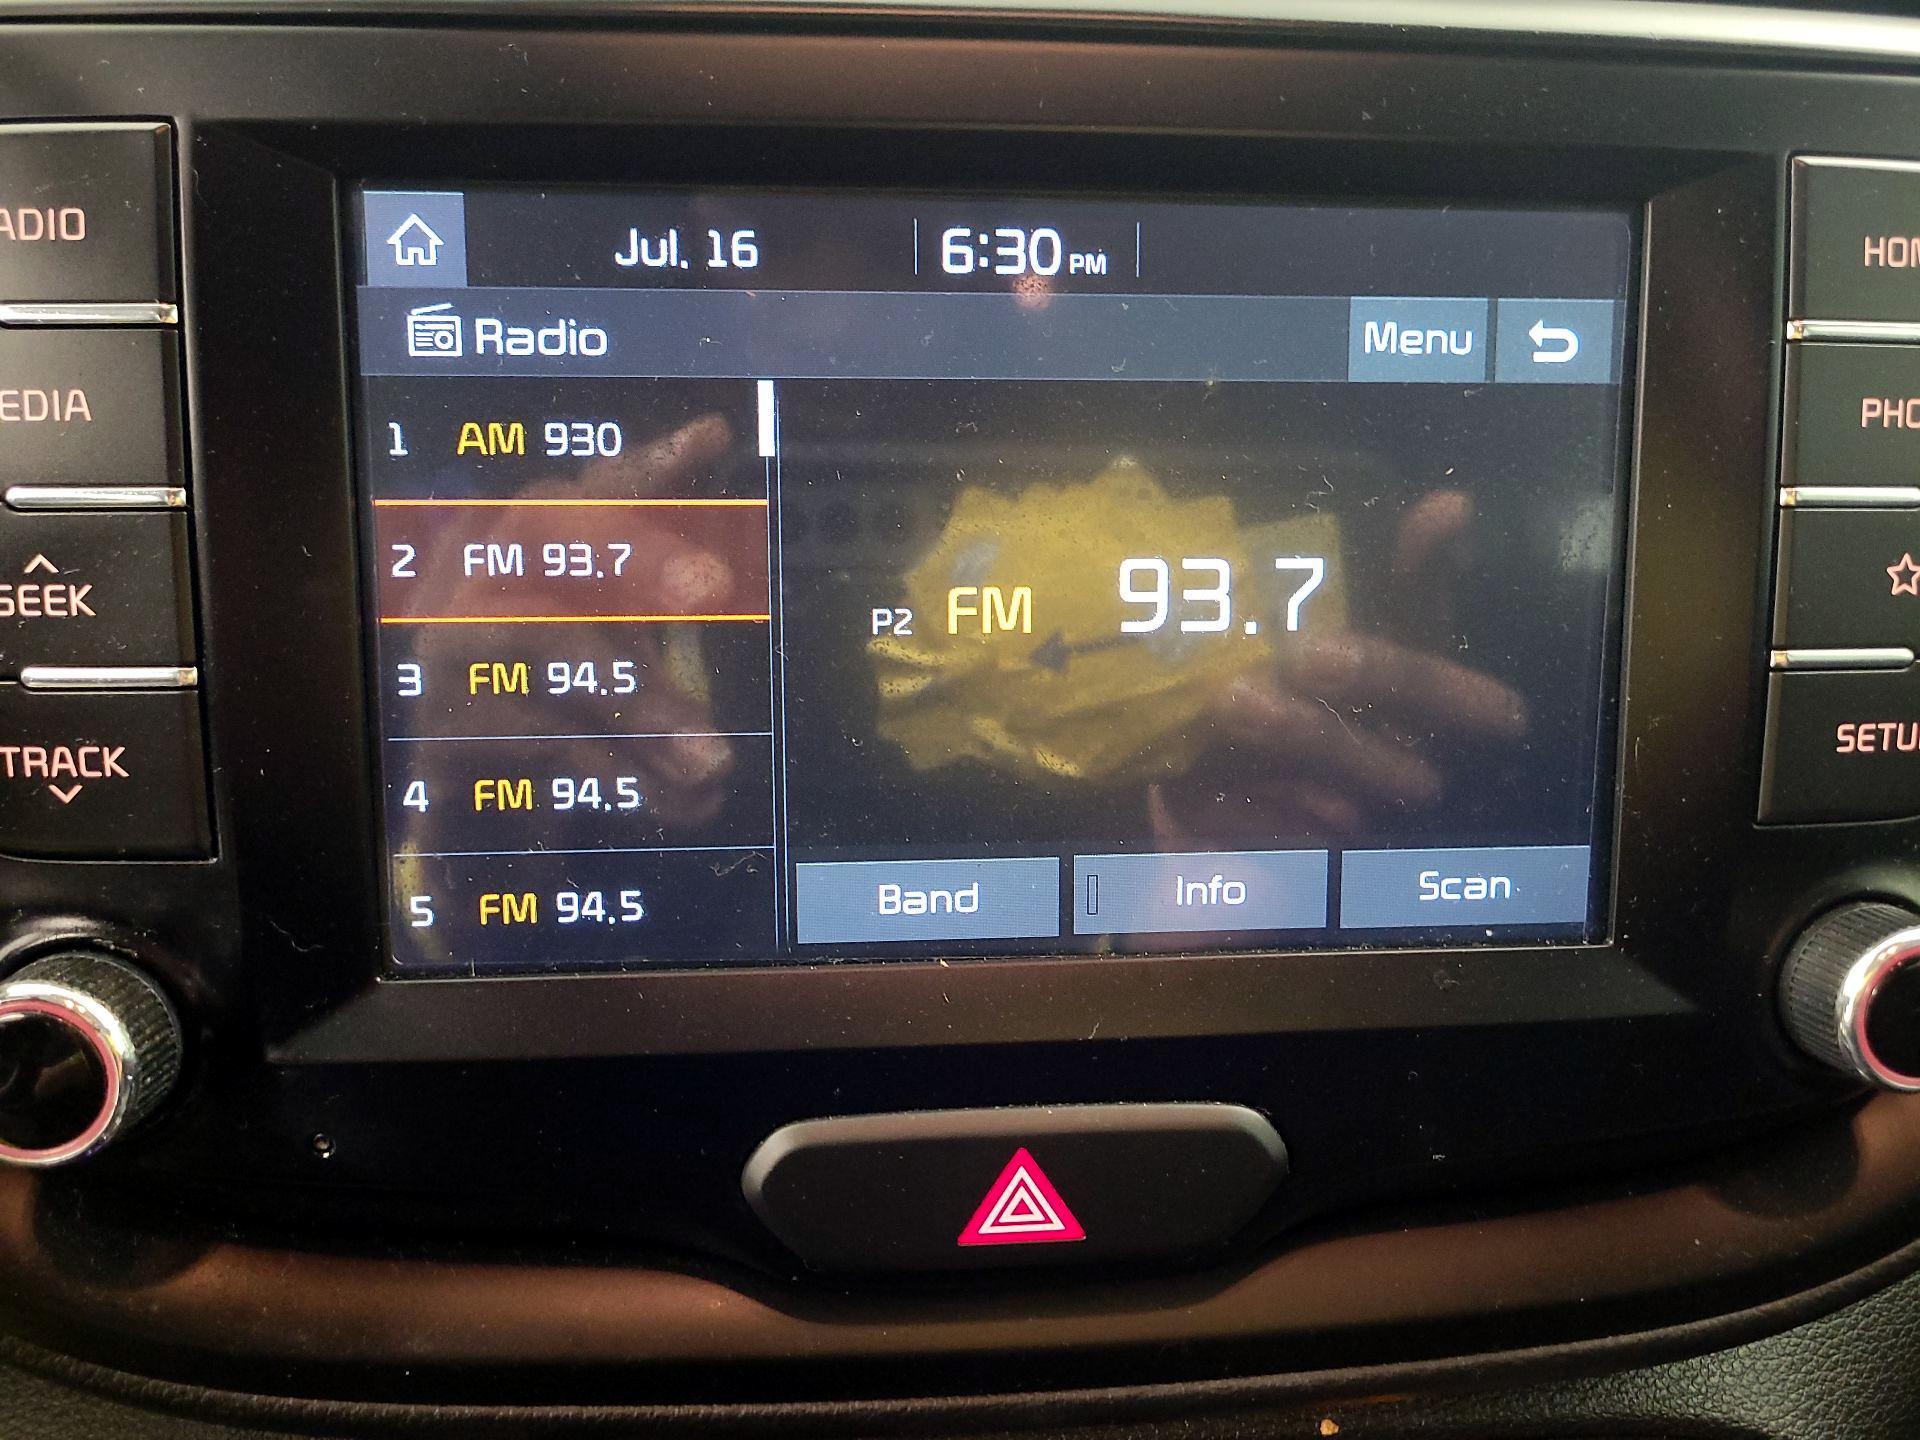 Jul. 16 6:30 PM
Radio Menu
1 AM 930
2 FM 93.7
3 FM 94.5
4 FM 94.5
5 FM 94.5
P2 FM 93.7
Band Info Scan
ADIO
EDIA
SEEK
TRACK
HOM
PHO
SETU